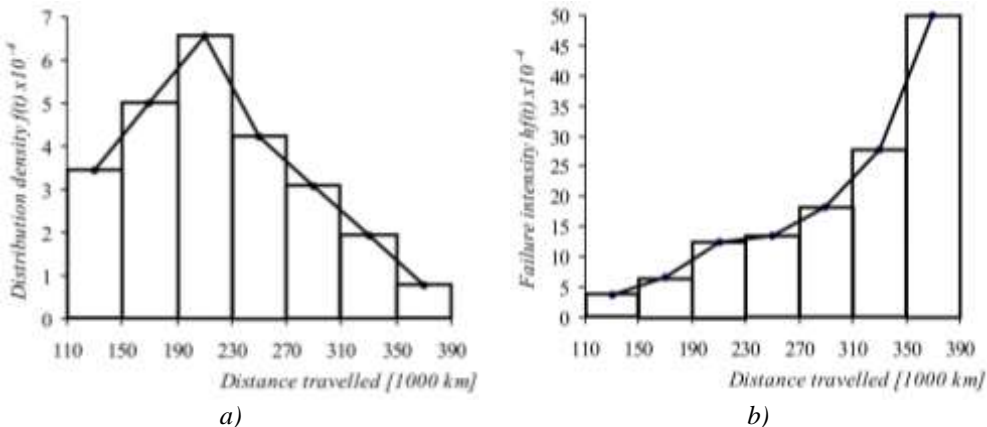 Distribution density f(t) x10⁻⁴
7
6
5
4
3
2
1
0
110 150 190 230 270 310 350 390
Distance travelled [1000 km]
a)
Failure intensity hf(t) x10⁻⁴
50
45
40
35
30
25
20
15
10
5
0
110 150 190 230 270 310 350 390
Distance travelled [1000 km]
b)